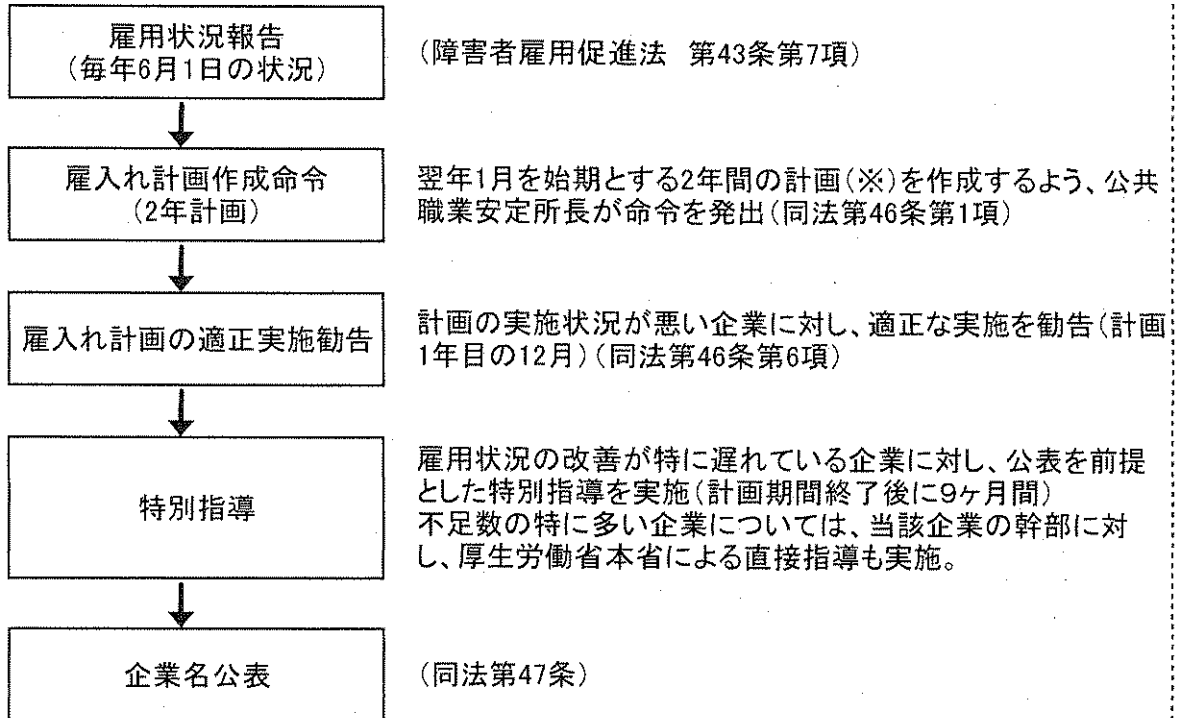 雇用状況報告
(毎年6月1日の状況)
(障害者雇用促進法 第43条第7項)
雇入れ計画作成命令
(2年計画)
翌年1月を始期とする2年間の計画(※)を作成するよう、公共
職業安定所長が命令を発出(同法第46条第1項)
雇入れ計画の適正実施勧告
計画の実施状況が悪い企業に対し、適正な実施を勧告(計画
1年目の12月)(同法第46条第6項)
特別指導
雇用状況の改善が特に遅れている企業に対し、公表を前提
とした特別指導を実施(計画期間終了後に9ヶ月間)
不足数の特に多い企業については、当該企業の幹部に対
し、厚生労働省本省による直接指導も実施。
企業名公表
(同法第47条)